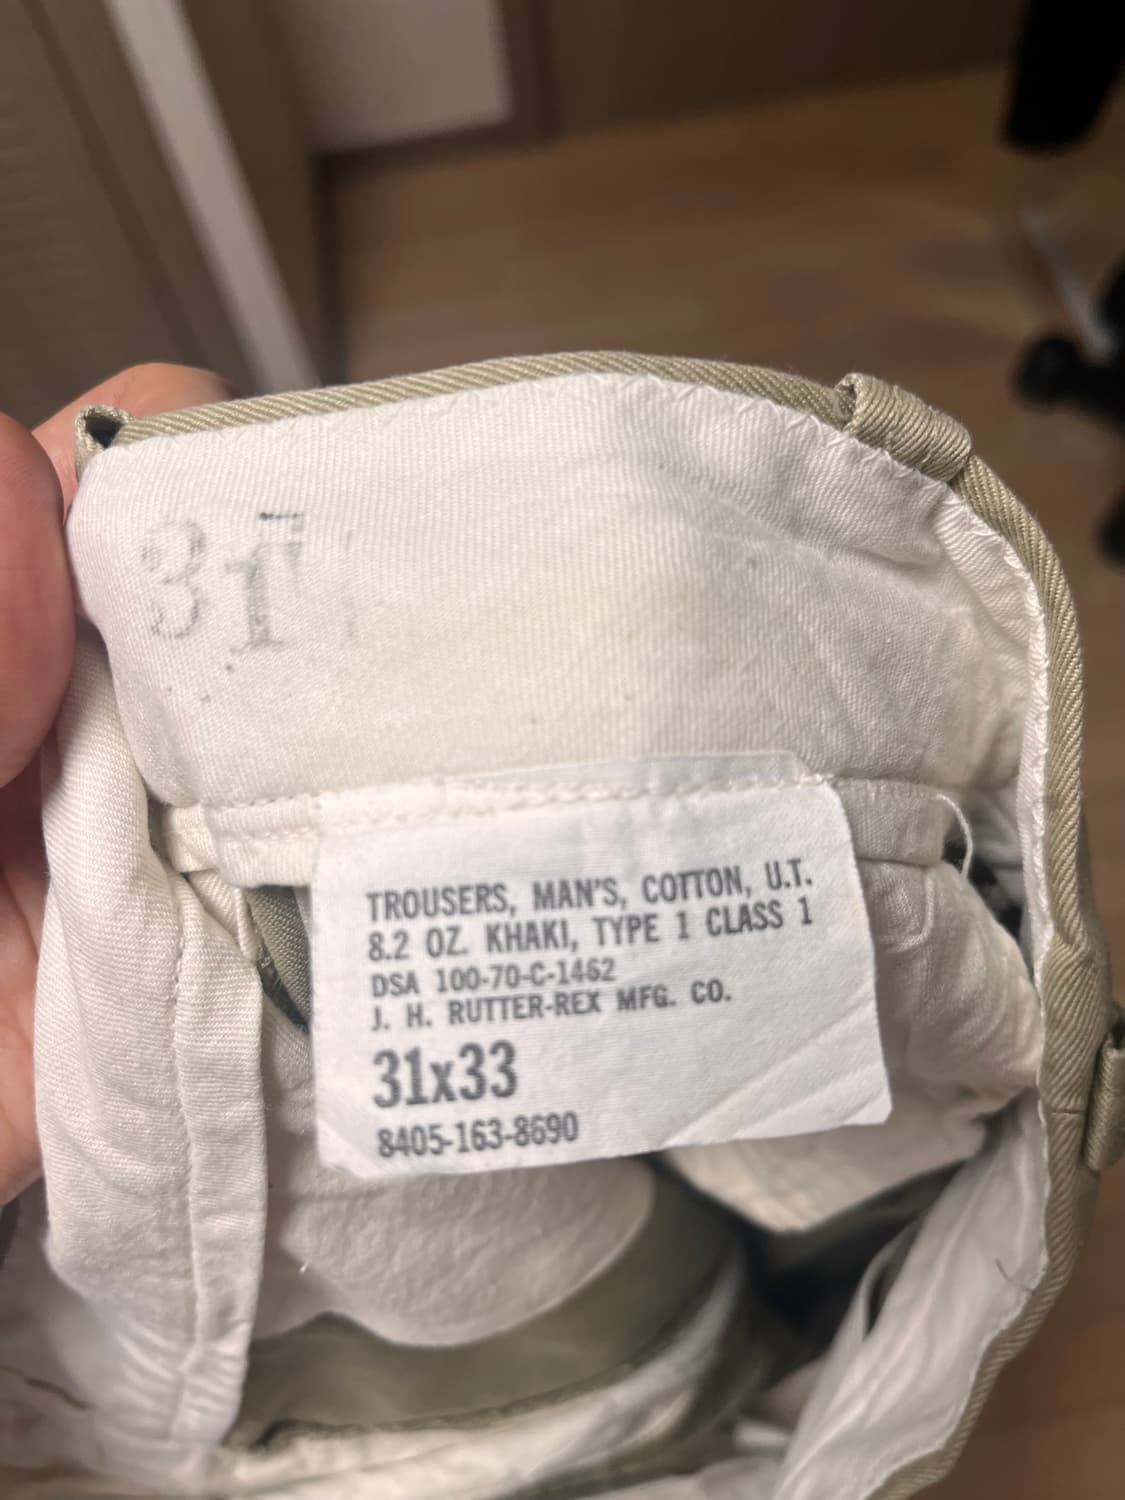 31
TROUSERS, MAN'S, COTTON, U.T.
8.2 OZ. KHAKI, TYPE 1 CLASS 1
DSA 100-70-C-1462
J. H. RUTTER-REX MFG. CO.
31x33
8405-163-8690